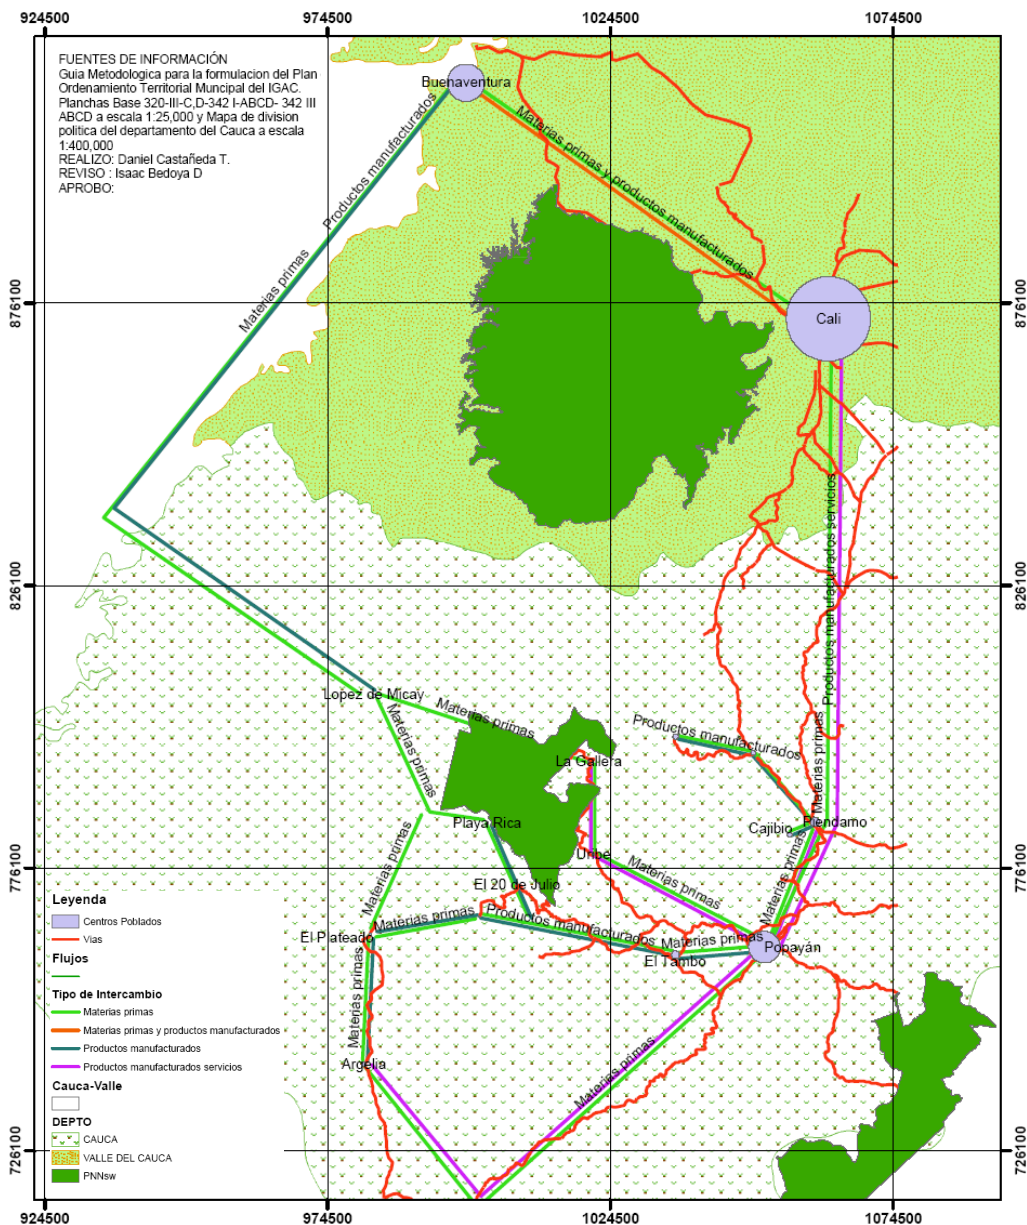 924500
974500
1024500
1074500
FUENTES DE INFORMACIÓN
Guia Metodologica para la formulacion del Plan
Ordenamiento Territorial Muncipal del IGAC.
Planchas Base 320-III-C,D-342 I-ABCD- 342 III
ABCD a escala 1:25,000 y Mapa de division
politica del departamento del Cauca a escala
1:400,000
REALIZO: Daniel Castañeda T.
REVISO : Isaac Bedoya D
APROBO:
Buenaventura
Productos manufacturados
Materias primas y productos manufacturados
Materias primas
876100
876100
Cali
Productos manufacturados servicios
826100
826100
Lopez de Micay
Materias primas
Materias primas
Productos manufacturados
Materias primas
La Gallera
Playa Rica
Cajibio
Piendamo
Uribe
Materias primas
Materias primas
Materias primas
776100
776100
El 20 de Julio
Materias primas
Productos manufacturados
Materias primas
El Plateado
El Tambo
Popayán
Materias primas
Argelia
Materias primas
726100
726100
Leyenda
Centros Poblados
Vias
Flujos
Tipo de Intercambio
Materias primas
Materias primas y productos manufacturados
Productos manufacturados
Productos manufacturados servicios
Cauca-Valle
DEPTO
CAUCA
VALLE DEL CAUCA
PNNsw
924500
974500
1024500
1074500